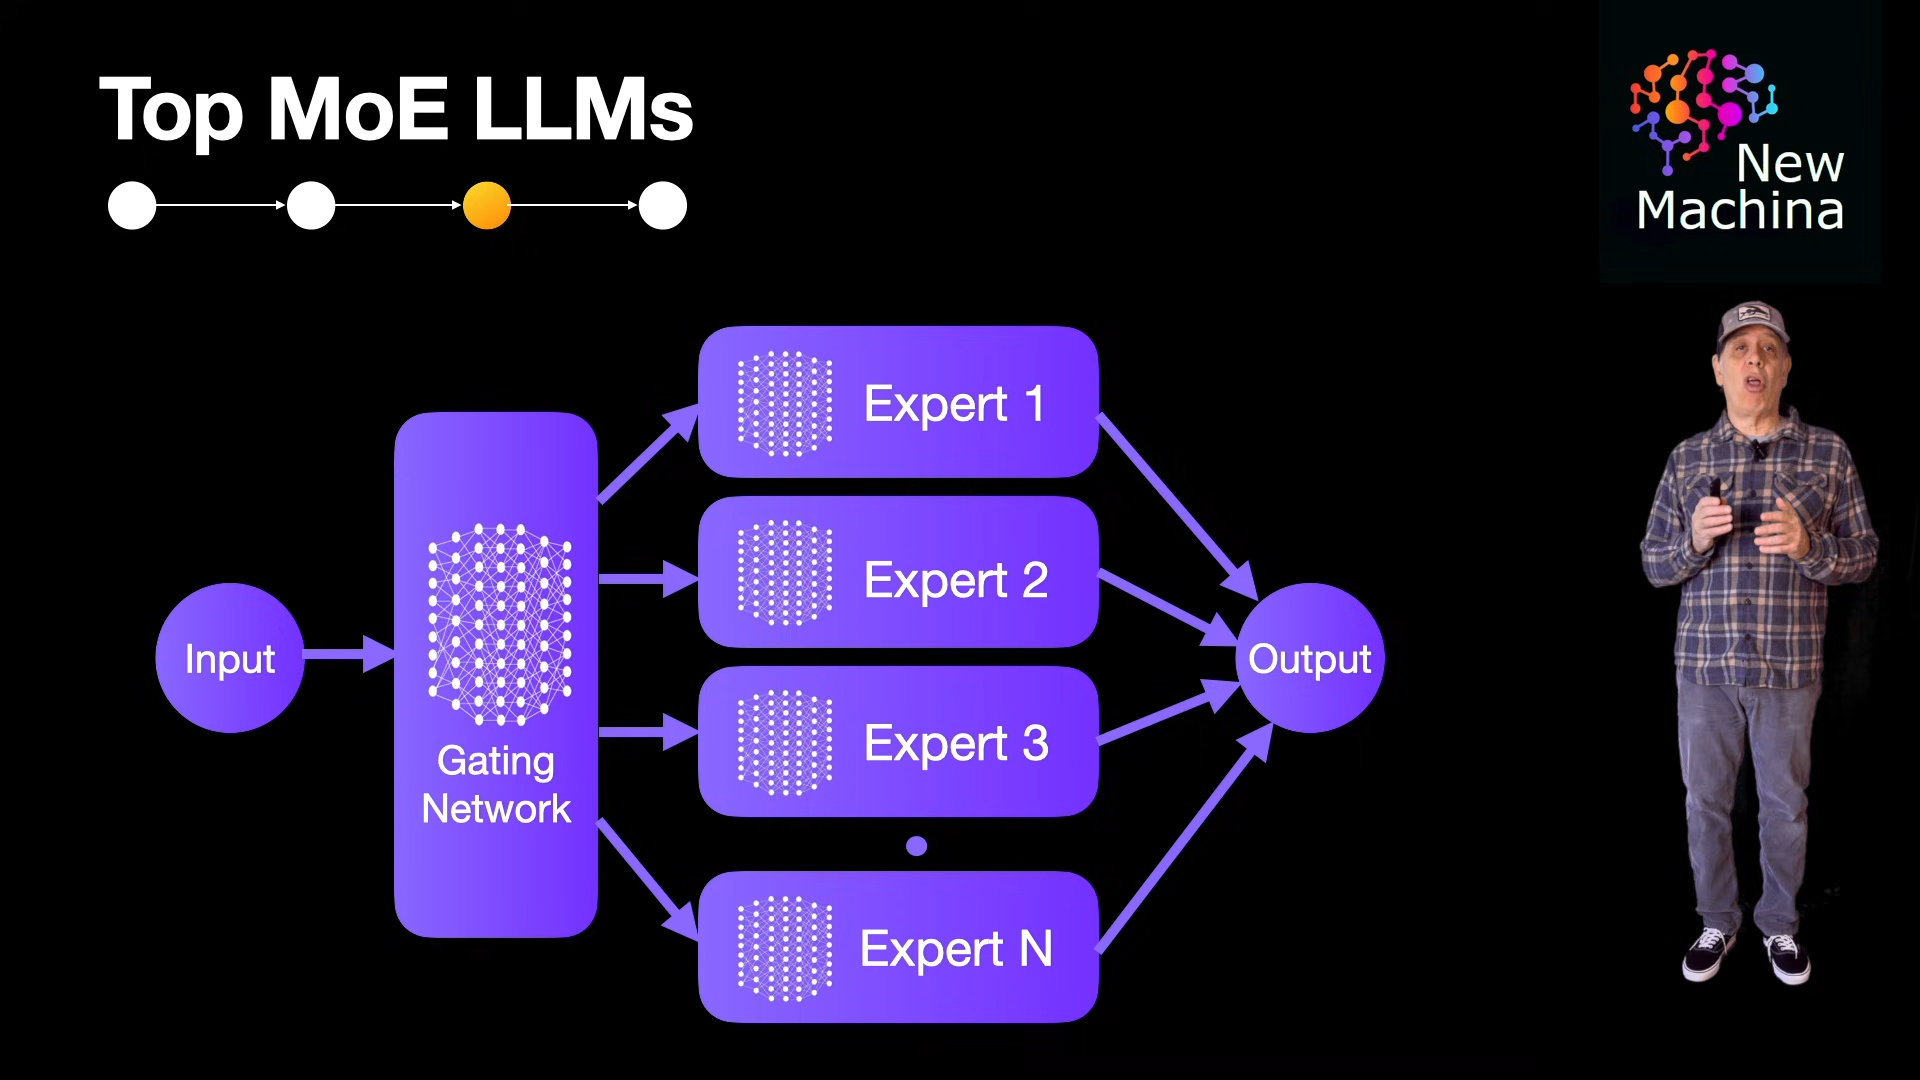 Top MoE LLMs
New
Machina
Input
Gating
Network
Expert 1
Expert 2
Expert 3
Expert N
Output